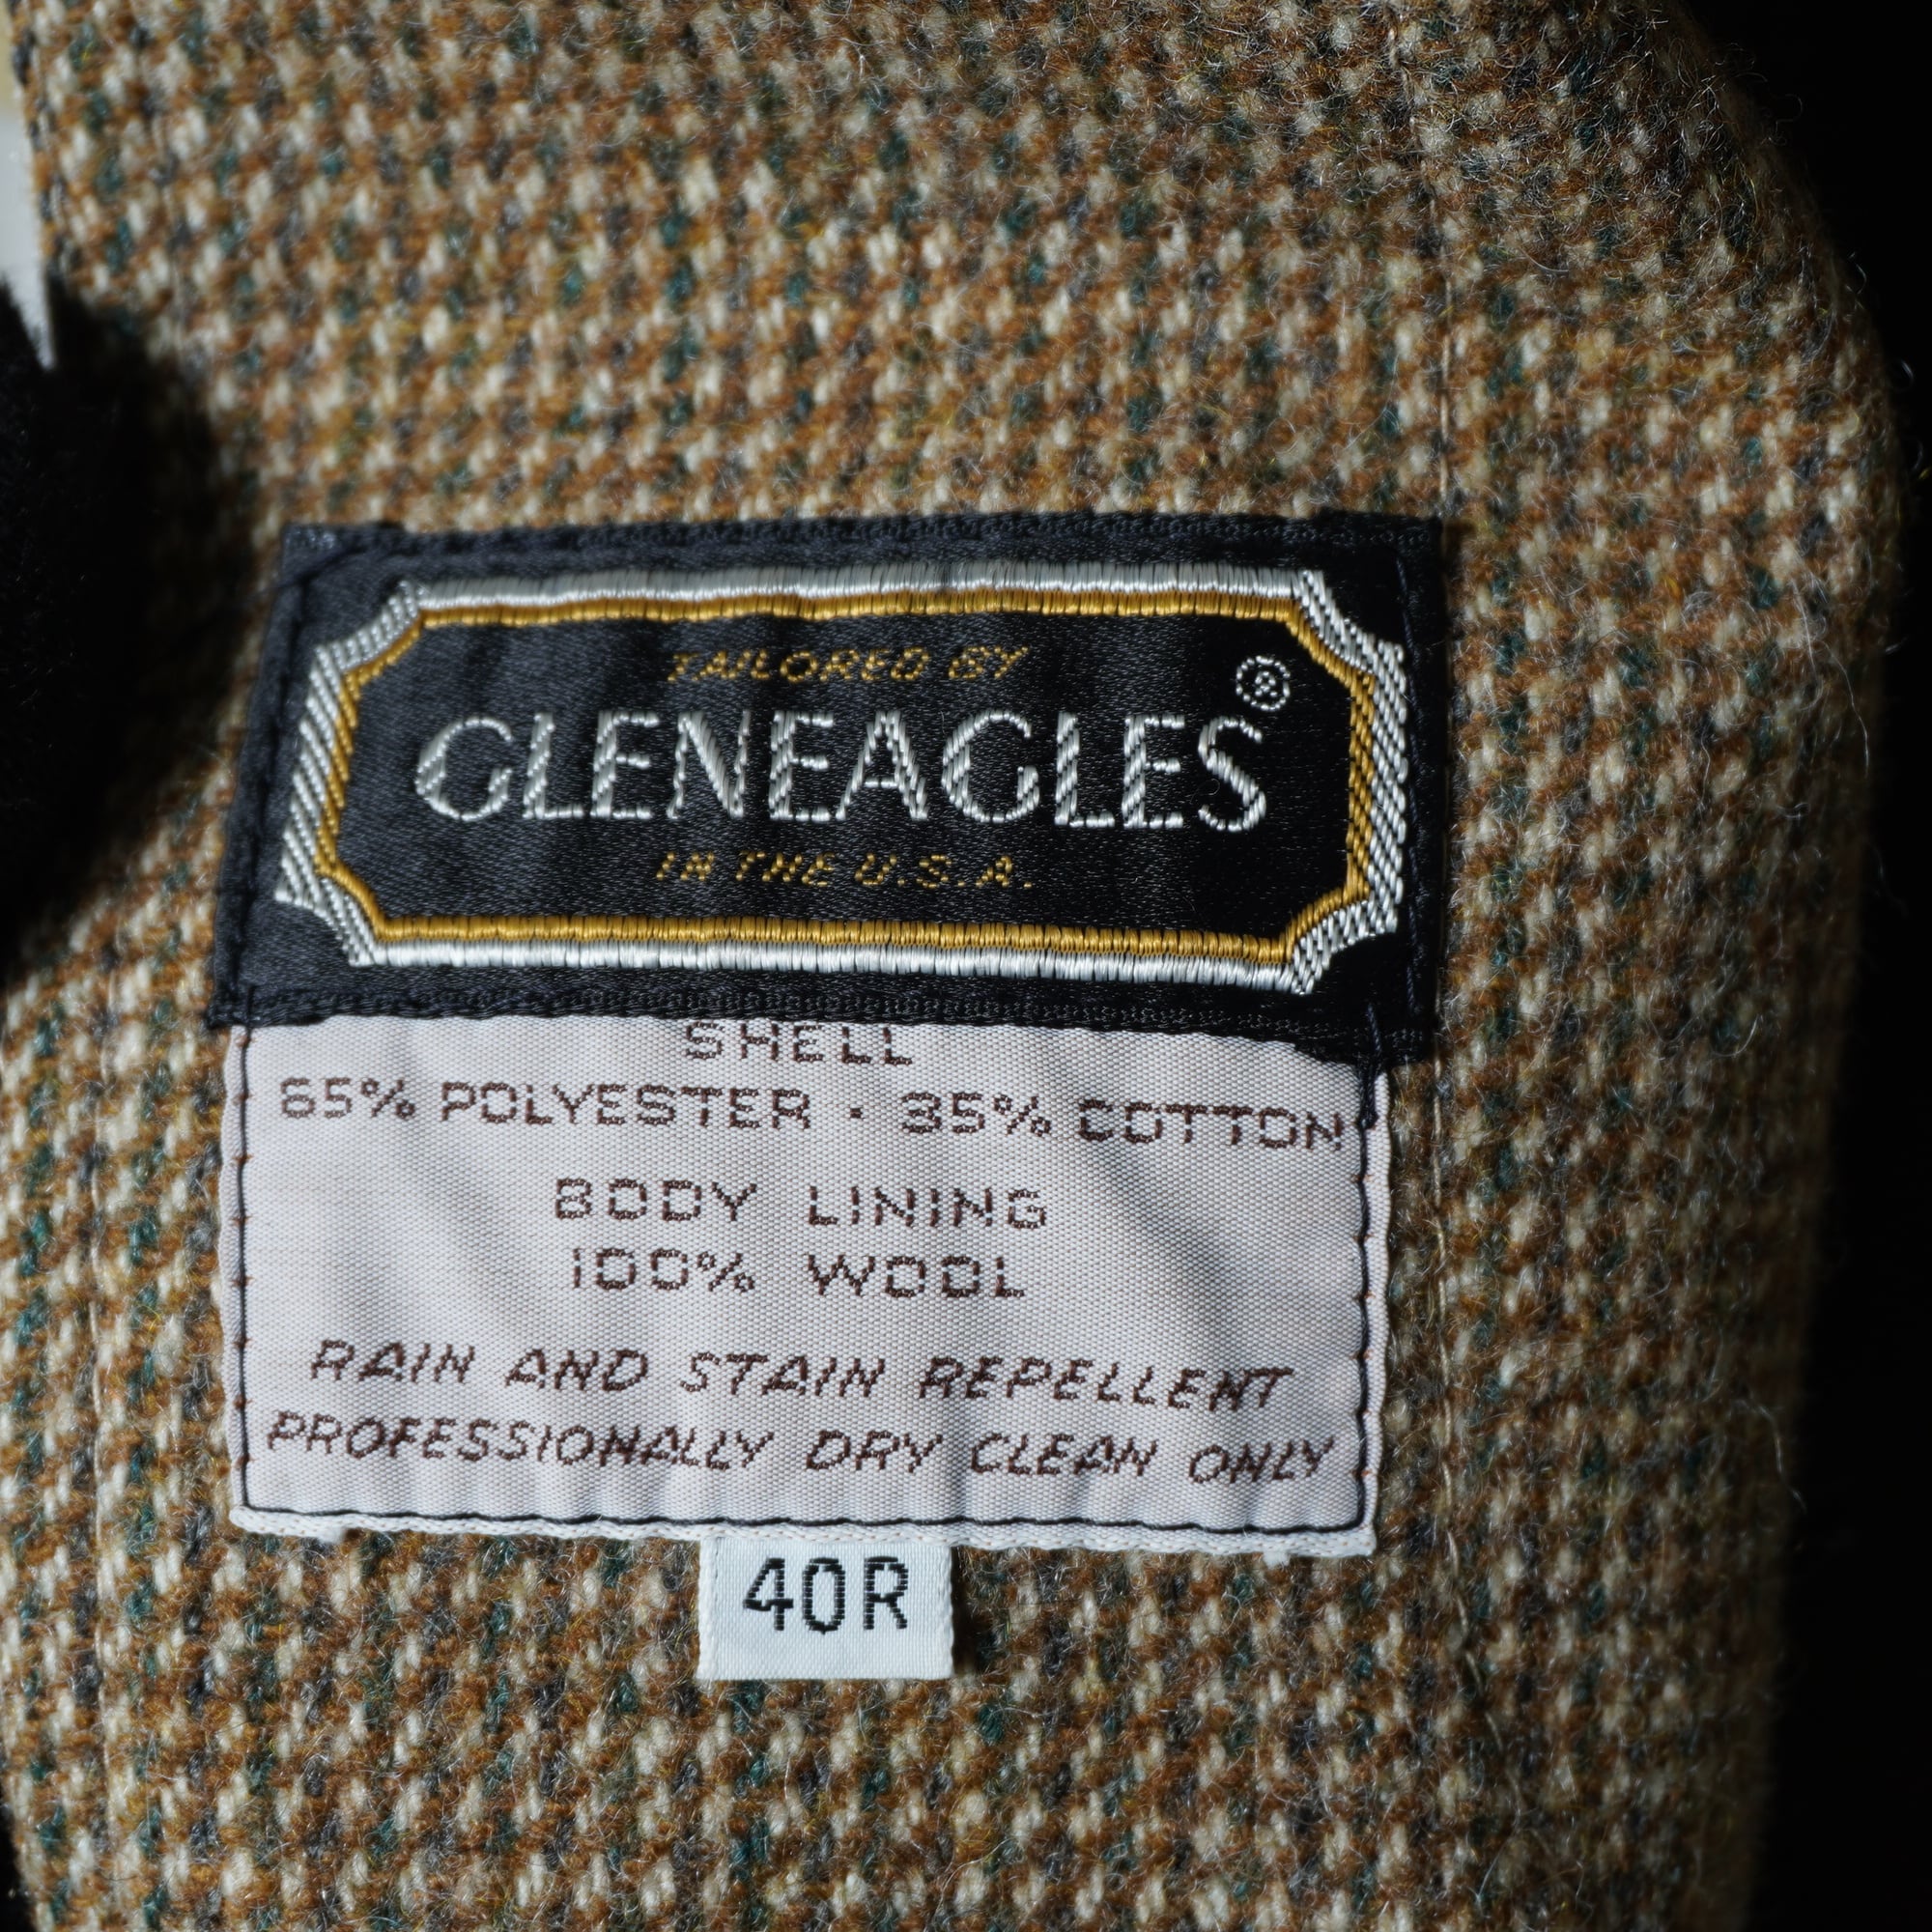 TAILORED BY
GLENEAGLES®
IN THE U.S.A.
SHELL
65% POLYESTER · 35% COTTON
BODY LINING
100% WOOL
RAIN AND STAIN REPELLENT
PROFESSIONALLY DRY CLEAN ONLY
40R